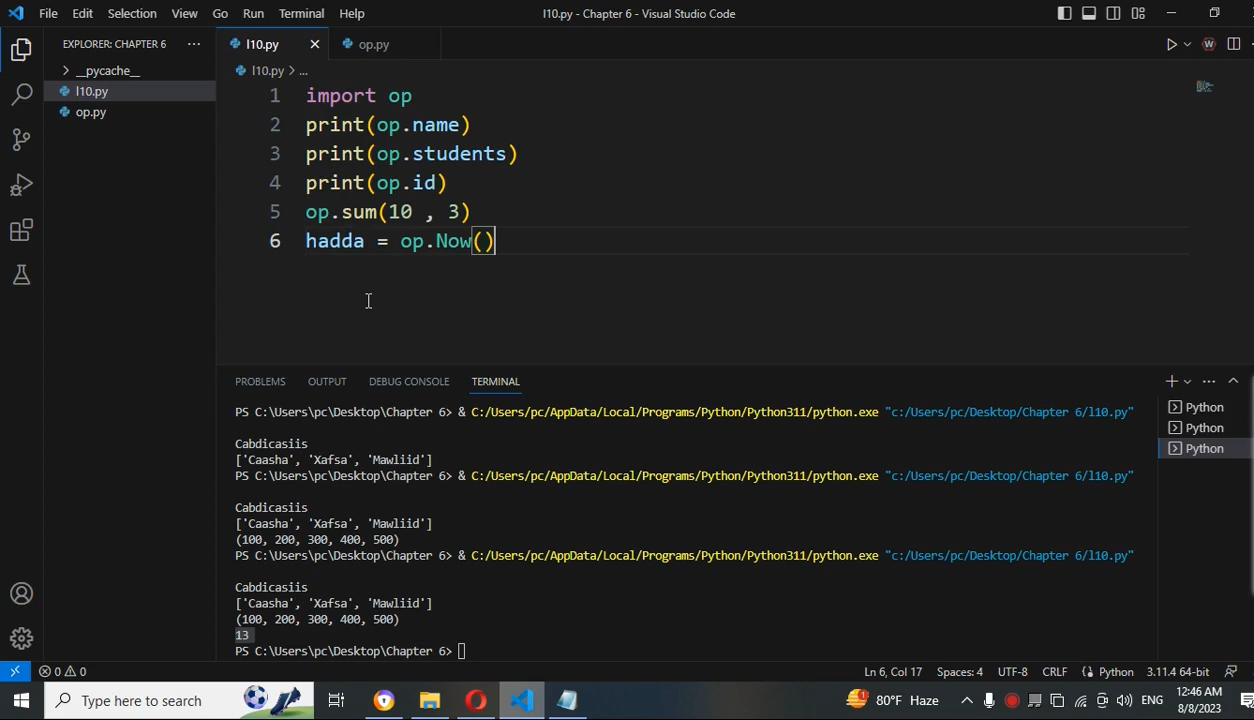 File Edit Selection View Go Run Terminal Help l10.py - Chapter 6 - Visual Studio Code
EXPLORER: CHAPTER 6 ··· l10.py × op.py
__pycache__
l10.py
op.py
l10.py > ...
1 import op
2 print(op.name)
3 print(op.students)
4 print(op.id)
5 op.sum(10 , 3)
6 hadda = op.Now()
PROBLEMS OUTPUT DEBUG CONSOLE TERMINAL
PS C:\Users\pc\Desktop\Chapter 6> & C:/Users/pc/AppData/Local/Programs/Python/Python311/python.exe "c:/Users/pc/Desktop/Chapter 6/l10.py"
Cabdicasiis
['Caasha', 'Xafsa', 'Mawliid']
PS C:\Users\pc\Desktop\Chapter 6> & C:/Users/pc/AppData/Local/Programs/Python/Python311/python.exe "c:/Users/pc/Desktop/Chapter 6/l10.py"
Cabdicasiis
['Caasha', 'Xafsa', 'Mawliid']
(100, 200, 300, 400, 500)
PS C:\Users\pc\Desktop\Chapter 6> & C:/Users/pc/AppData/Local/Programs/Python/Python311/python.exe "c:/Users/pc/Desktop/Chapter 6/l10.py"
Cabdicasiis
['Caasha', 'Xafsa', 'Mawliid']
(100, 200, 300, 400, 500)
13
PS C:\Users\pc\Desktop\Chapter 6>
Python
Python
Python
0 0 Ln 6, Col 17 Spaces: 4 UTF-8 CRLF Python 3.11.4 64-bit
Type here to search 80°F Haze ENG 12:46 AM
8/8/2023